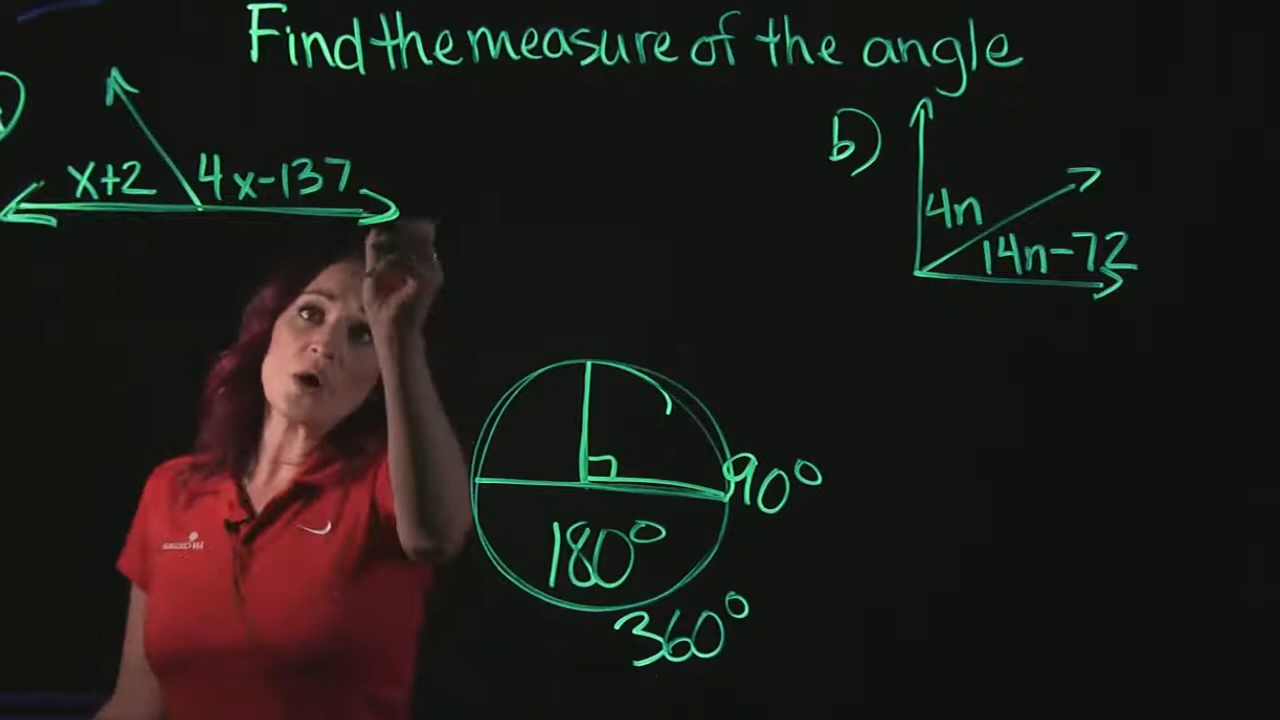 Find the measure of the angle
x+2 4x-137
b)
4n
14n-72
90°
180°
360°